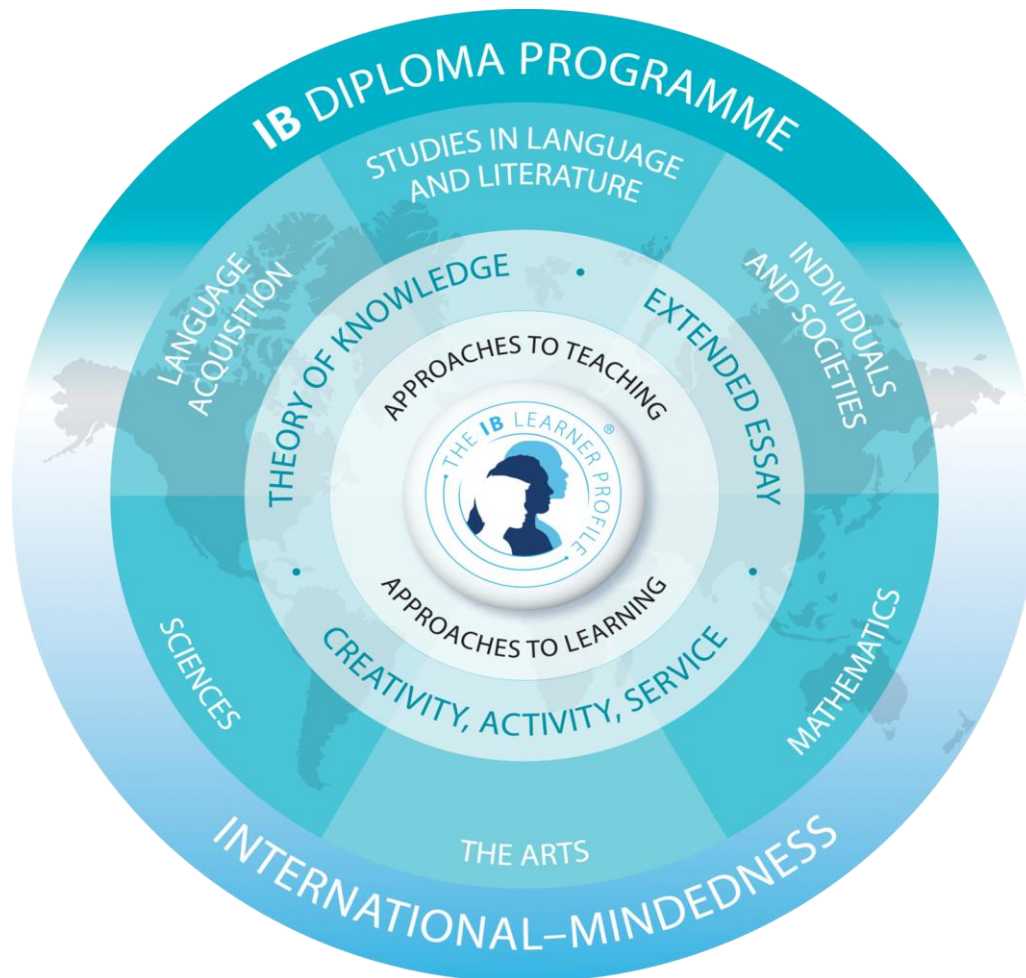 IB DIPLOMA PROGRAMME
STUDIES IN LANGUAGE
AND LITERATURE
LANGUAGE
ACQUISITION
INDIVIDUALS
AND SOCIETIES
THEORY OF KNOWLEDGE
•
EXTENDED ESSAY
APPROACHES TO TEACHING
THE IB LEARNER PROFILE ®
APPROACHES TO LEARNING
•
CREATIVITY, ACTIVITY, SERVICE
•
SCIENCES
MATHEMATICS
THE ARTS
INTERNATIONAL–MINDEDNESS